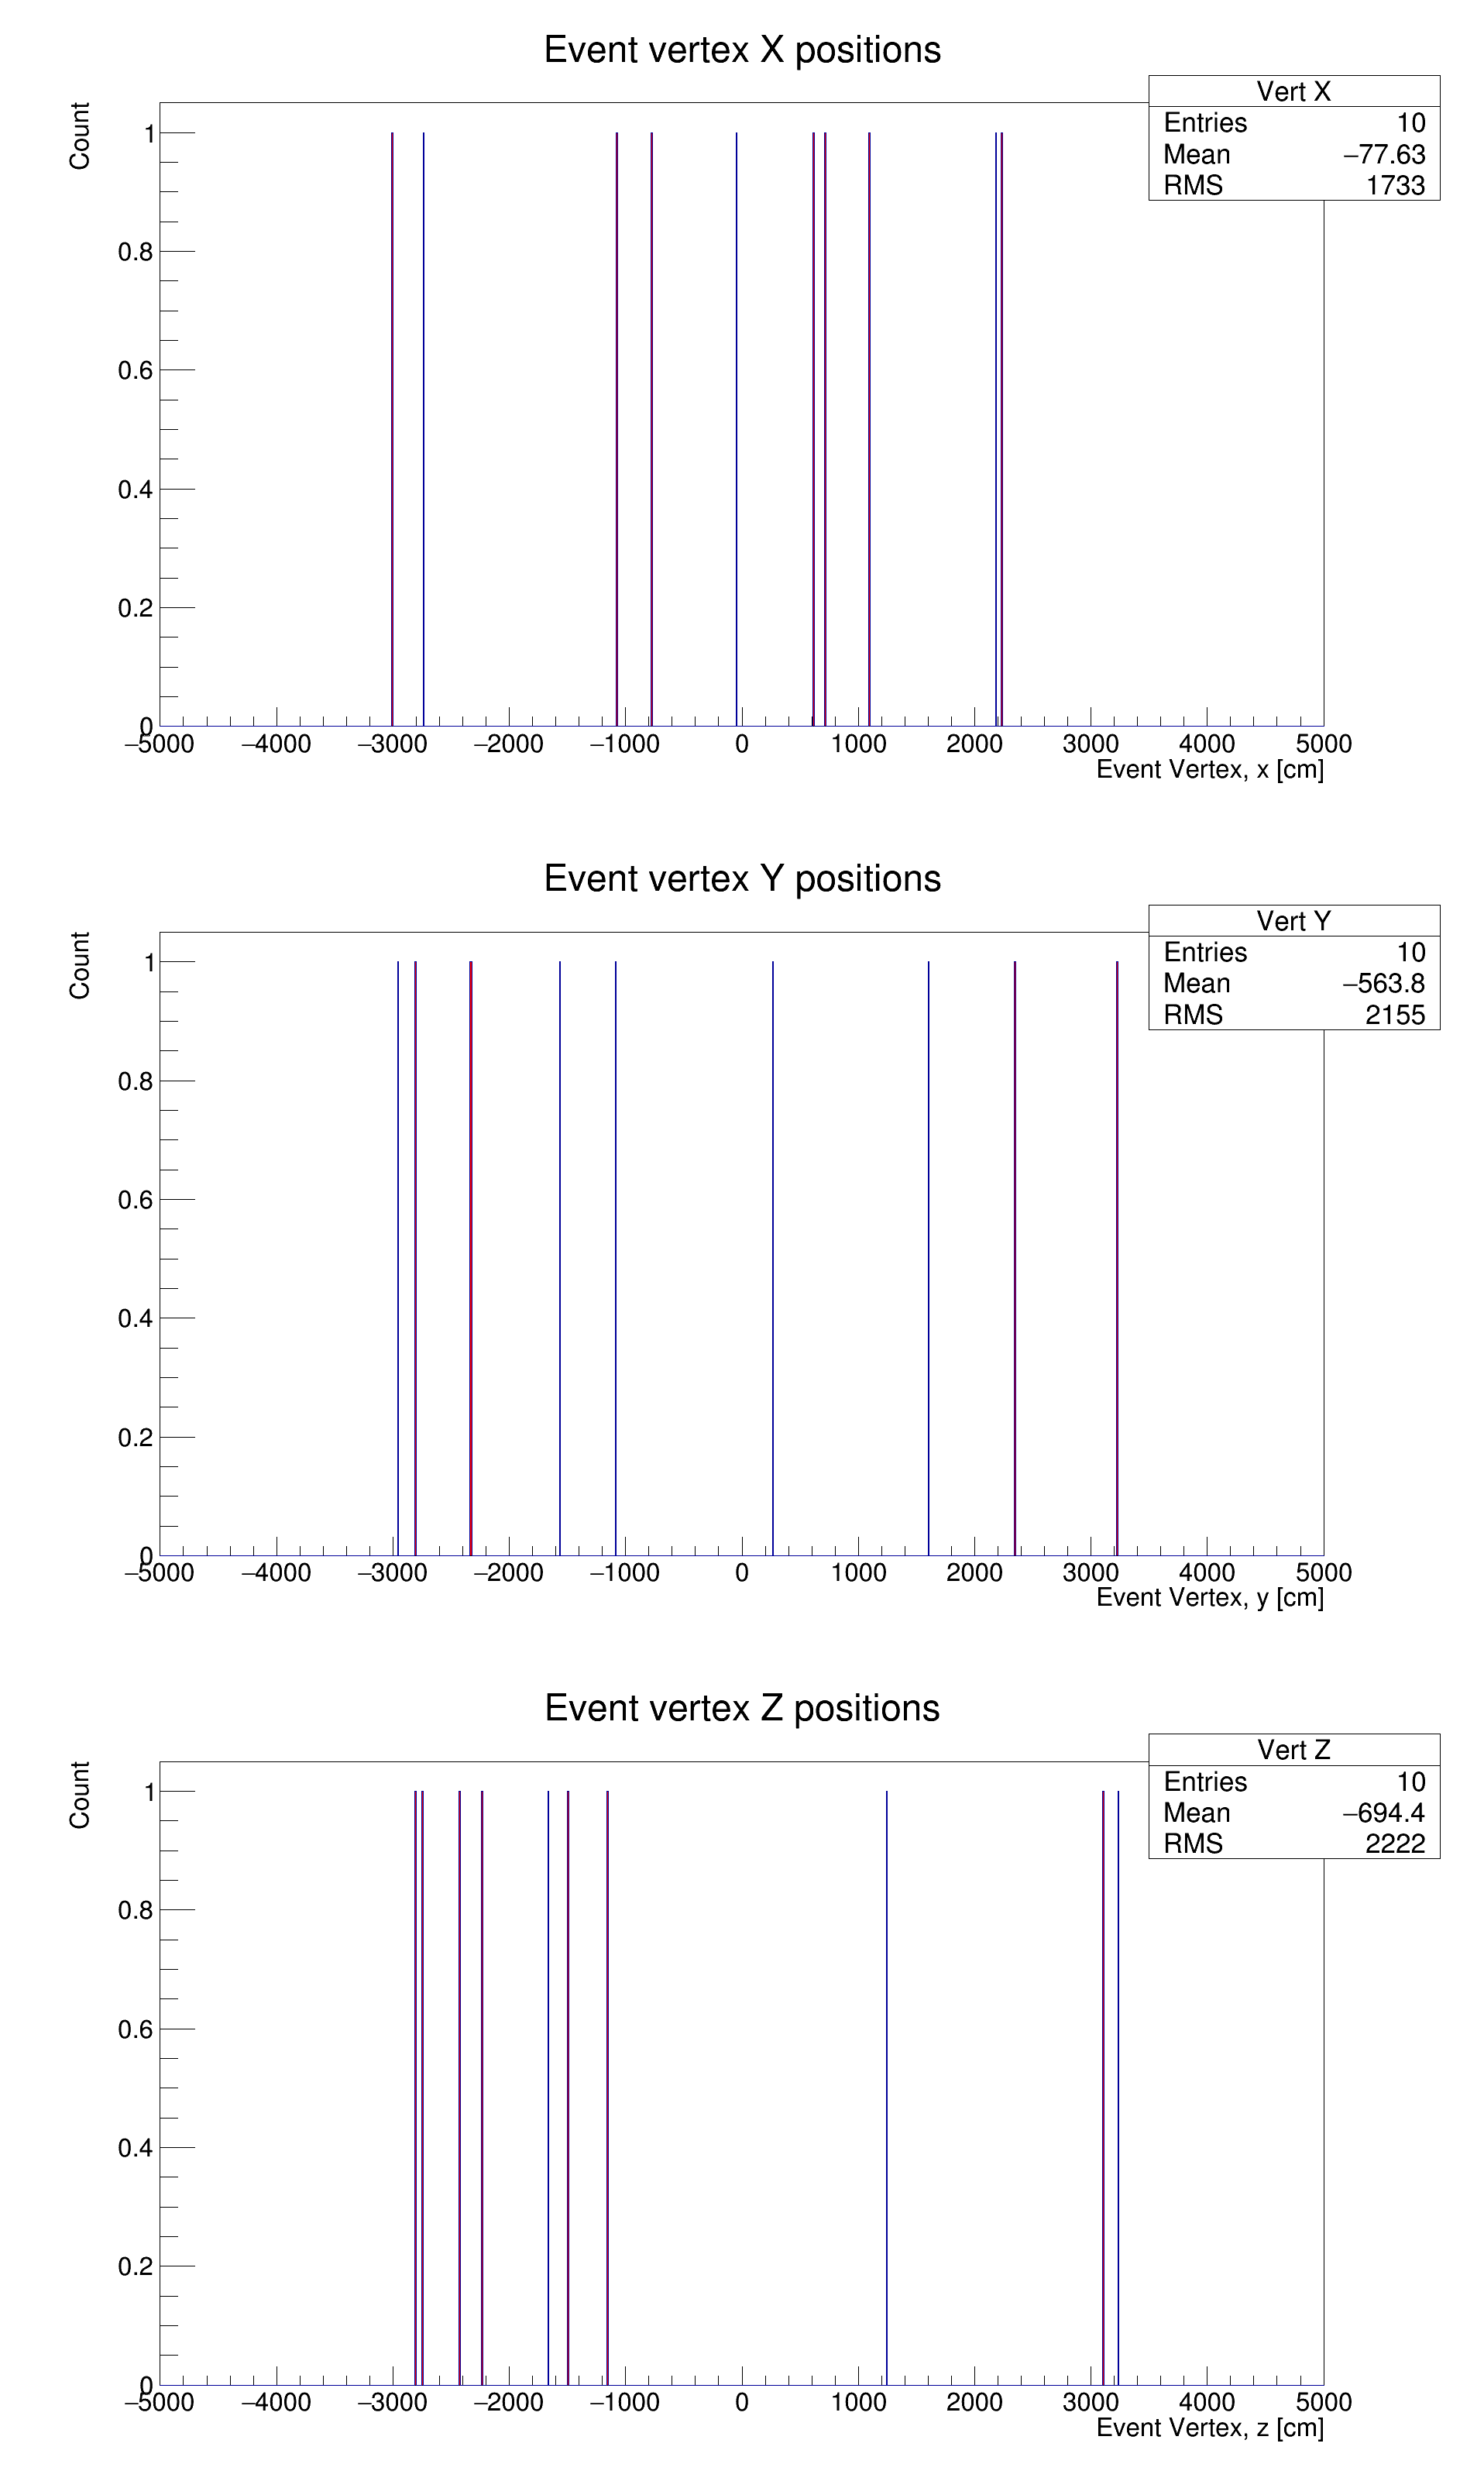 Event vertex X positions
Count
Vert X
Entries 10
Mean −77.63
RMS 1733
1
0.8
0.6
0.4
0.2
0
−5000 −4000 −3000 −2000 −1000 0 1000 2000 3000 4000 5000
Event Vertex, x [cm]
Event vertex Y positions
Count
Vert Y
Entries 10
Mean −563.8
RMS 2155
1
0.8
0.6
0.4
0.2
0
−5000 −4000 −3000 −2000 −1000 0 1000 2000 3000 4000 5000
Event Vertex, y [cm]
Event vertex Z positions
Count
Vert Z
Entries 10
Mean −694.4
RMS 2222
1
0.8
0.6
0.4
0.2
0
−5000 −4000 −3000 −2000 −1000 0 1000 2000 3000 4000 5000
Event Vertex, z [cm]